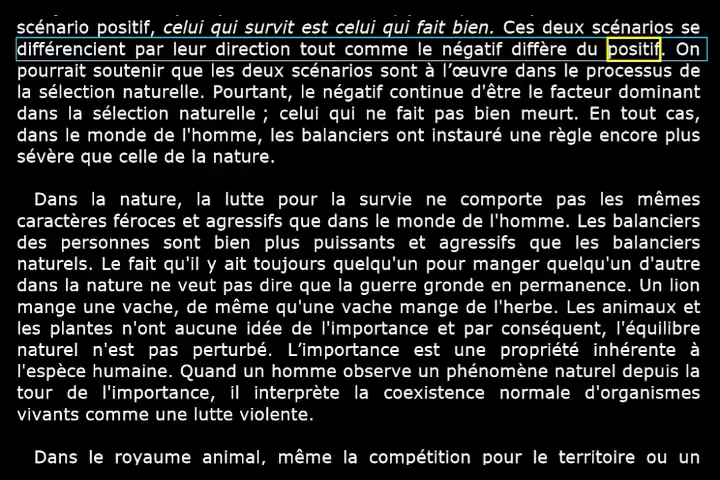 scénario positif, celui qui survit est celui qui fait bien. Ces deux scénarios se
différencient par leur direction tout comme le négatif diffère du positif. On
pourrait soutenir que les deux scénarios sont à l’œuvre dans le processus de
la sélection naturelle. Pourtant, le négatif continue d'être le facteur dominant
dans la sélection naturelle ; celui qui ne fait pas bien meurt. En tout cas,
dans le monde de l'homme, les balanciers ont instauré une règle encore plus
sévère que celle de la nature.
Dans la nature, la lutte pour la survie ne comporte pas les mêmes
caractères féroces et agressifs que dans le monde de l'homme. Les balanciers
des personnes sont bien plus puissants et agressifs que les balanciers
naturels. Le fait qu'il y ait toujours quelqu'un pour manger quelqu'un d'autre
dans la nature ne veut pas dire que la guerre gronde en permanence. Un lion
mange une vache, de même qu'une vache mange de l'herbe. Les animaux et
les plantes n'ont aucune idée de l'importance et par conséquent, l'équilibre
naturel n'est pas perturbé. L’importance est une propriété inhérente à
l'espèce humaine. Quand un homme observe un phénomène naturel depuis la
tour de l'importance, il interprète la coexistence normale d'organismes
vivants comme une lutte violente.
Dans le royaume animal, même la compétition pour le territoire ou un